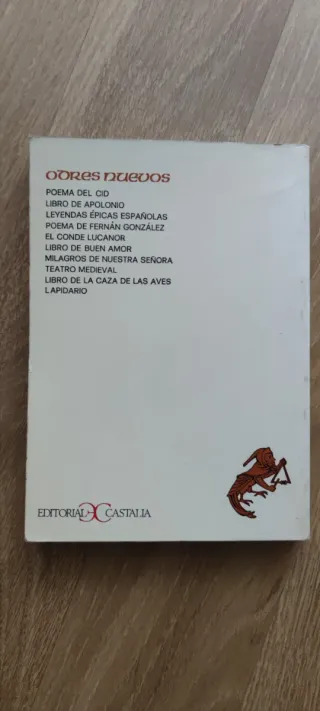 ODRES NUEVOS
POEMA DEL CID
LIBRO DE APOLONIO
LEYENDAS ÉPICAS ESPAÑOLAS
POEMA DE FERNÁN GONZÁLEZ
EL CONDE LUCANOR
LIBRO DE BUEN AMOR
MILAGROS DE NUESTRA SEÑORA
TEATRO MEDIEVAL
LIBRO DE LA CAZA DE LAS AVES
LAPIDARIO
EDITORIAL CASTALIA